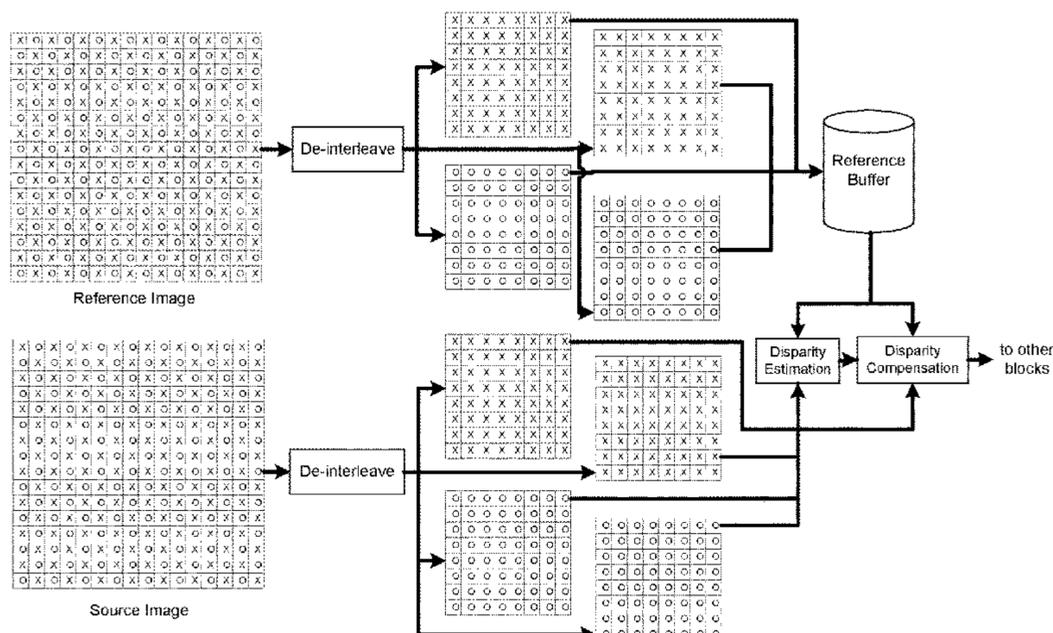 De-interleave
Reference
Buffer
Reference Image
Disparity
Estimation
Disparity
Compensation
to other
blocks
De-interleave
Source Image